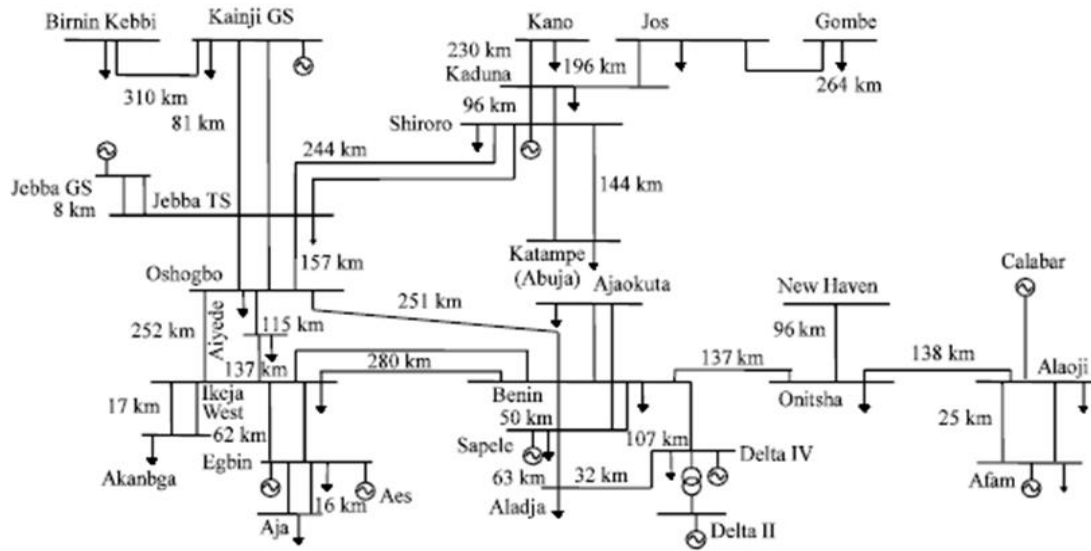 Birnin Kebbi
Kainji GS
Kano
Jos
Gombe
230 km
196 km
Kaduna
264 km
310 km
96 km
81 km
Shiroro
244 km
Jebba GS
8 km
Jebba TS
144 km
157 km
Katampe
(Abuja)
Oshogbo
Ajaokuta
New Haven
Calabar
251 km
Aiyede
252 km
115 km
96 km
137 km
280 km
137 km
138 km
Alaoji
Ikeja
West
Benin
Onitsha
17 km
50 km
25 km
62 km
107 km
Sapele
Delta IV
Akanbga
Egbin
Aes
63 km
32 km
Afam
16 km
Aladja
Aja
Delta II